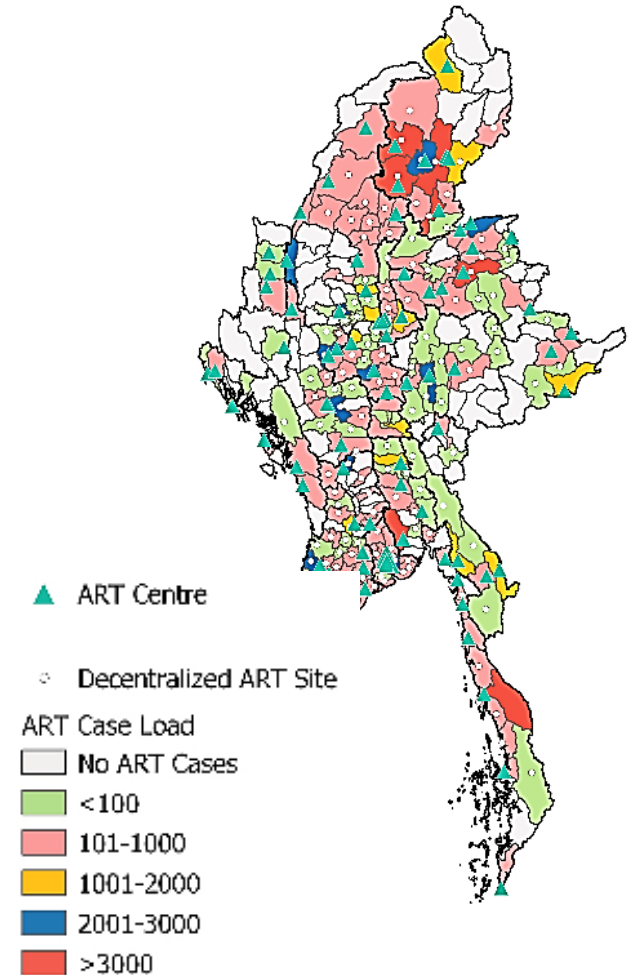 ART Centre
Decentralized ART Site
ART Case Load
No ART Cases
<100
101-1000
1001-2000
2001-3000
>3000